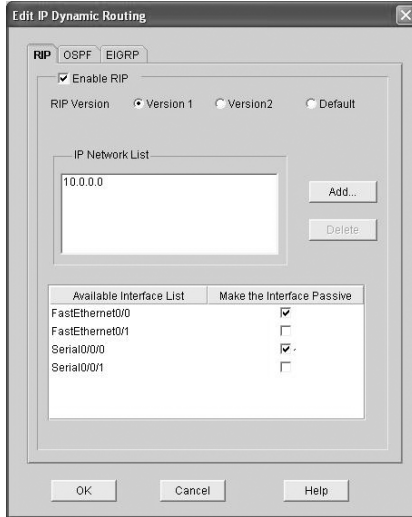 Edit IP Dynamic Routing
RIP OSPF EIGRP
Enable RIP
RIP Version Version 1 Version2 Default
IP Network List
10.0.0.0
Add...
Delete
Available Interface List Make the Interface Passive
FastEthernet0/0
FastEthernet0/1
Serial0/0/0
Serial0/0/1
OK Cancel Help